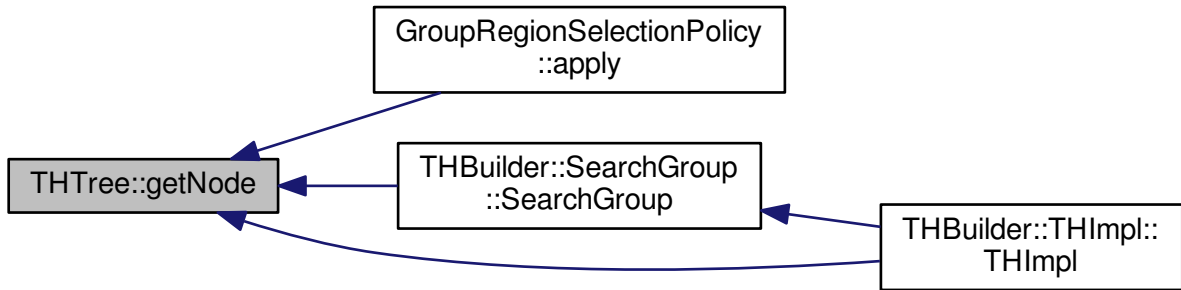 GroupRegionSelectionPolicy
::apply
THTree::getNode
THBuilder::SearchGroup
::SearchGroup
THBuilder::THImpl::
THImpl